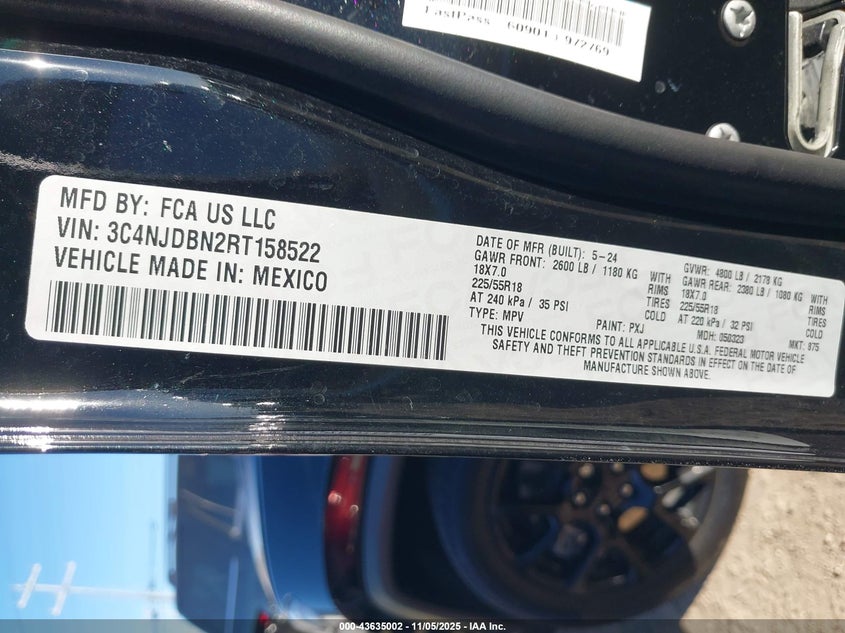 FastPass 60901 972769
MFD BY: FCA US LLC
VIN: 3C4NJDBN2RT158522
VEHICLE MADE IN: MEXICO
DATE OF MFR (BUILT): 5-24
GVWR: 4800 LB / 2178 KG
GAWR FRONT: 2600 LB / 1180 KG WITH
18X7.0 RIMS
225/55R18 TIRES
AT 240 kPa / 35 PSI COLD
GAWR REAR: 2380 LB / 1080 KG WITH
18X7.0 RIMS
225/55R18 TIRES
AT 220 kPa / 32 PSI COLD
TYPE: MPV
PAINT: PXJ
MDH: 050323
MKT: 875
THIS VEHICLE CONFORMS TO ALL APPLICABLE U.S.A. FEDERAL MOTOR VEHICLE
SAFETY AND THEFT PREVENTION STANDARDS IN EFFECT ON THE DATE OF
MANUFACTURE SHOWN ABOVE.
000-43635002 - 11/05/2025 - IAA Inc.